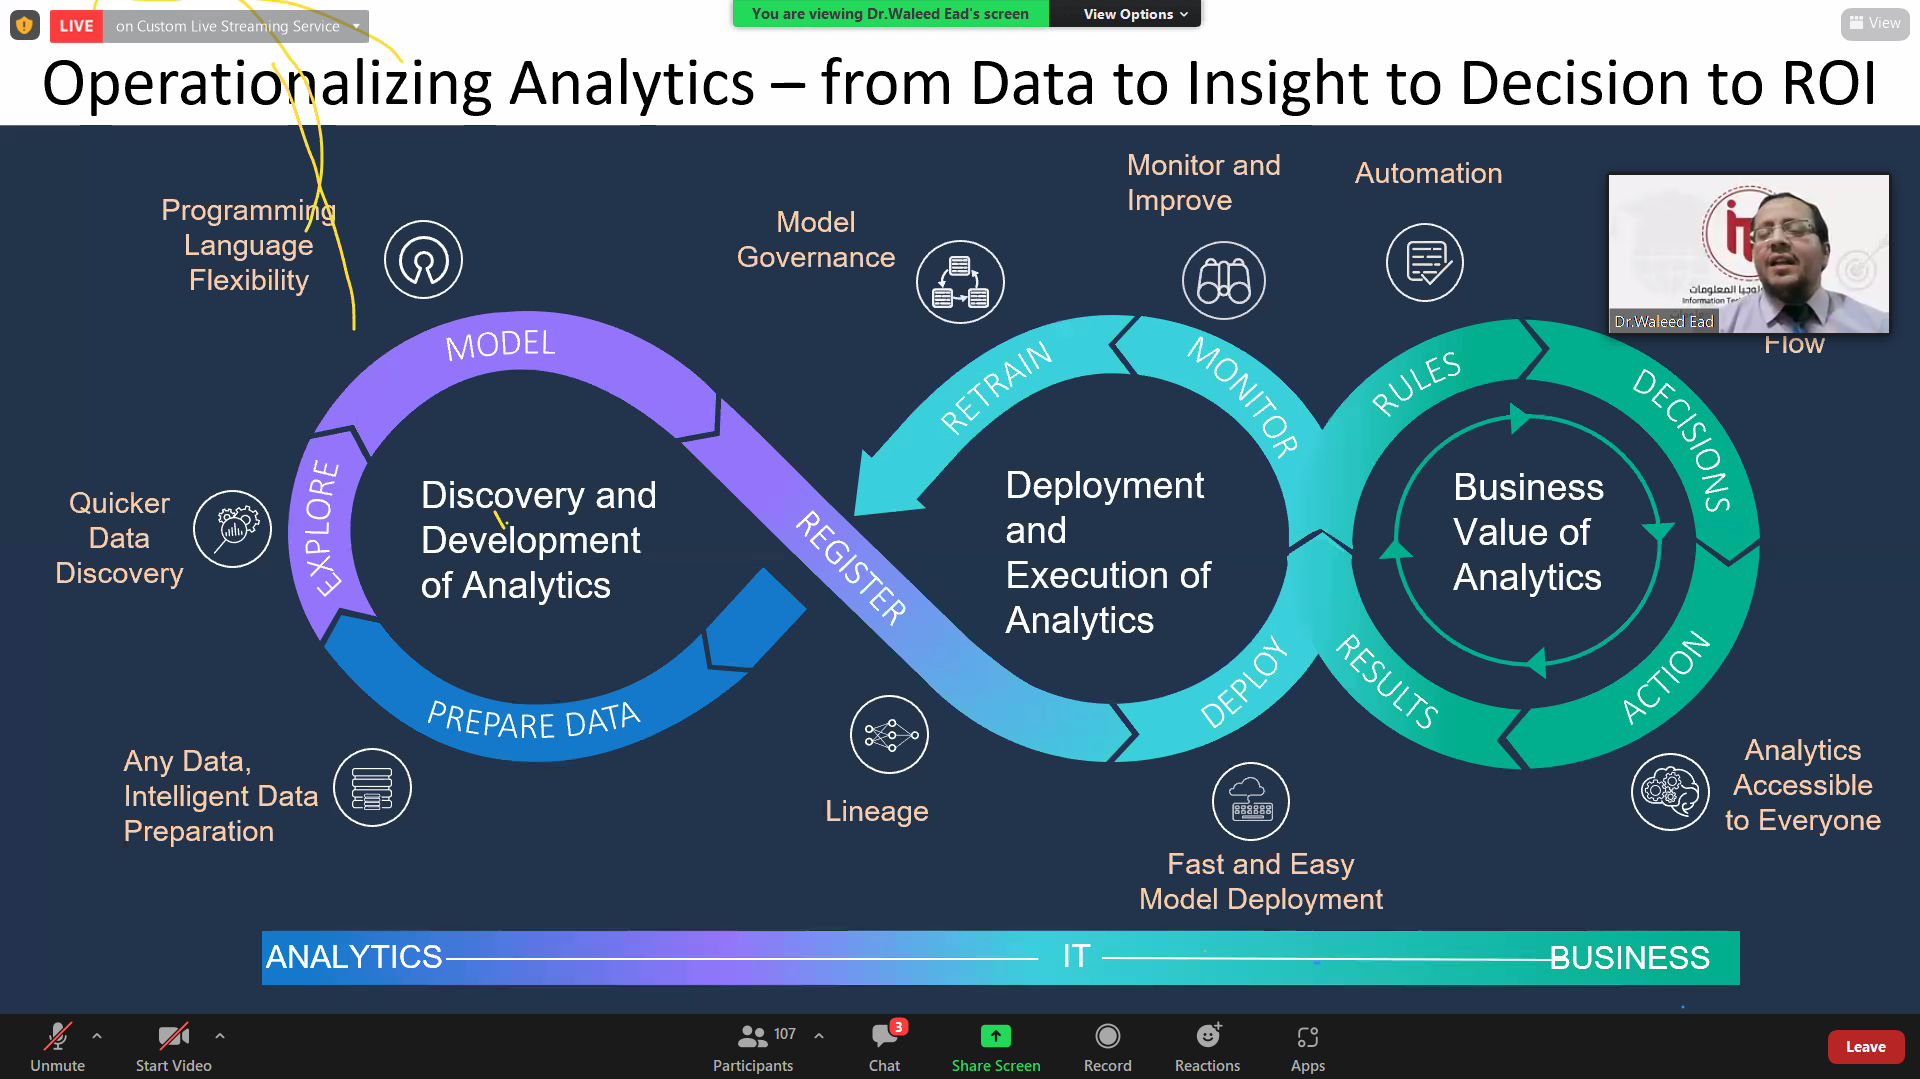 LIVE on Custom Live Streaming Service
You are viewing Dr.Waleed Ead's screen
View Options
View
Operationalizing Analytics – from Data to Insight to Decision to ROI
Programming
Language
Flexibility
Model
Governance
Monitor and
Improve
Automation
Flow
Dr.Waleed Ead
MODEL
EXPLORE
PREPARE DATA
REGISTER
RETRAIN
MONITOR
DEPLOY
RULES
DECISIONS
ACTION
RESULTS
Quicker
Data
Discovery
Discovery and
Development
of Analytics
Deployment
and
Execution of
Analytics
Business
Value of
Analytics
Any Data,
Intelligent Data
Preparation
Lineage
Fast and Easy
Model Deployment
Analytics
Accessible
to Everyone
ANALYTICS
IT
BUSINESS
Unmute
Start Video
107
Participants
3
Chat
Share Screen
Record
Reactions
Apps
Leave